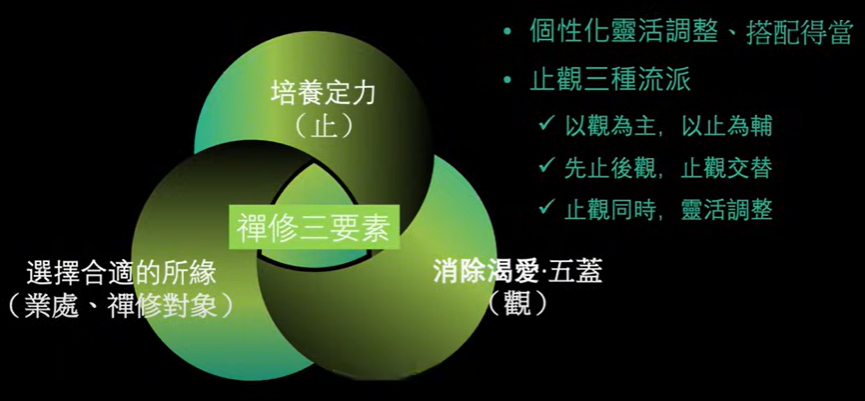 培養定力
（止）
禪修三要素
選擇合適的所緣
（業處、禪修對象）
消除渴愛·五蓋
（觀）
• 個性化靈活調整、搭配得當
• 止觀三種流派
✓ 以觀為主，以止為輔
✓ 先止後觀，止觀交替
✓ 止觀同時，靈活調整